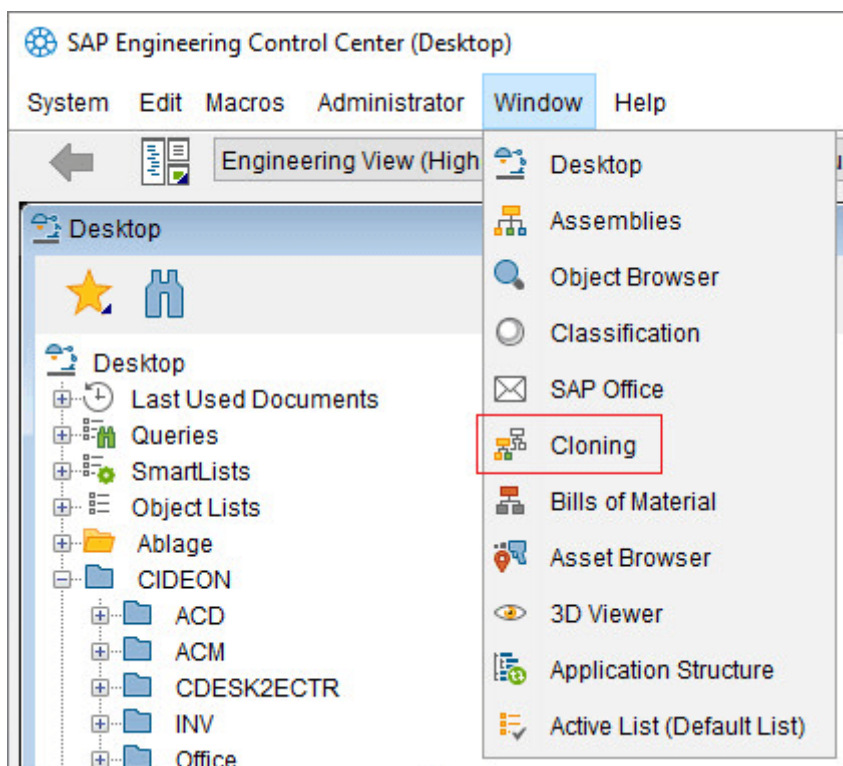 SAP Engineering Control Center (Desktop)
System Edit Macros Administrator Window Help
Engineering View (High
Desktop
Assemblies
Object Browser
Classification
SAP Office
Cloning
Bills of Material
Asset Browser
3D Viewer
Application Structure
Active List (Default List)
Desktop
Desktop
Last Used Documents
Queries
SmartLists
Object Lists
Ablage
CIDEON
ACD
ACM
CDESK2ECTR
INV
Office